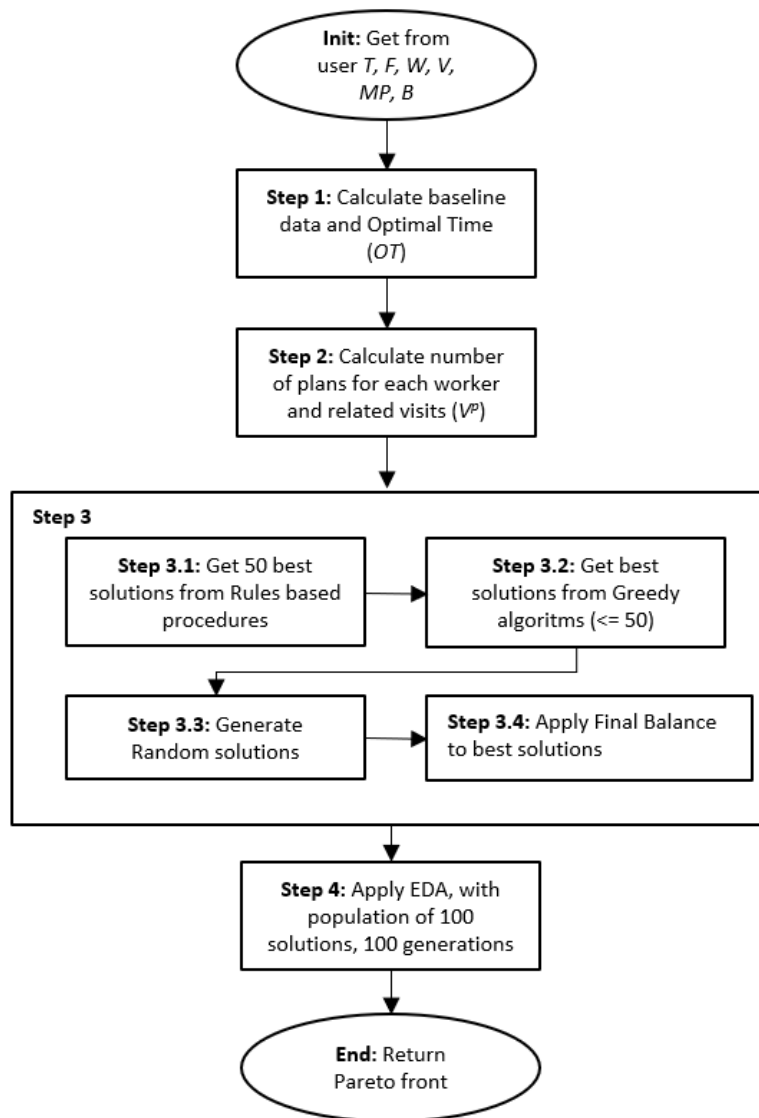 Init: Get from
user T, F, W, V,
MP, B
Step 1: Calculate baseline
data and Optimal Time
(OT)
Step 2: Calculate number
of plans for each worker
and related visits (Vᵖ)
Step 3
Step 3.1: Get 50 best
solutions from Rules based
procedures
Step 3.2: Get best
solutions from Greedy
algoritms (<= 50)
Step 3.3: Generate
Random solutions
Step 3.4: Apply Final Balance
to best solutions
Step 4: Apply EDA, with
population of 100
solutions, 100 generations
End: Return
Pareto front